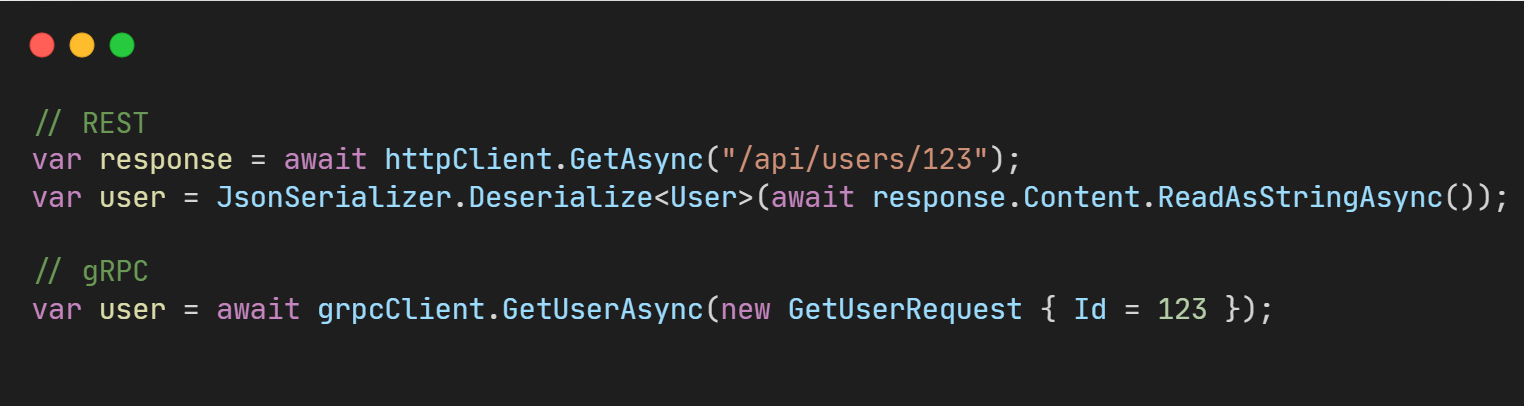 // REST
var response = await httpClient.GetAsync("/api/users/123");
var user = JsonSerializer.Deserialize<User>(await response.Content.ReadAsStringAsync());
// gRPC
var user = await grpcClient.GetUserAsync(new GetUserRequest { Id = 123 });